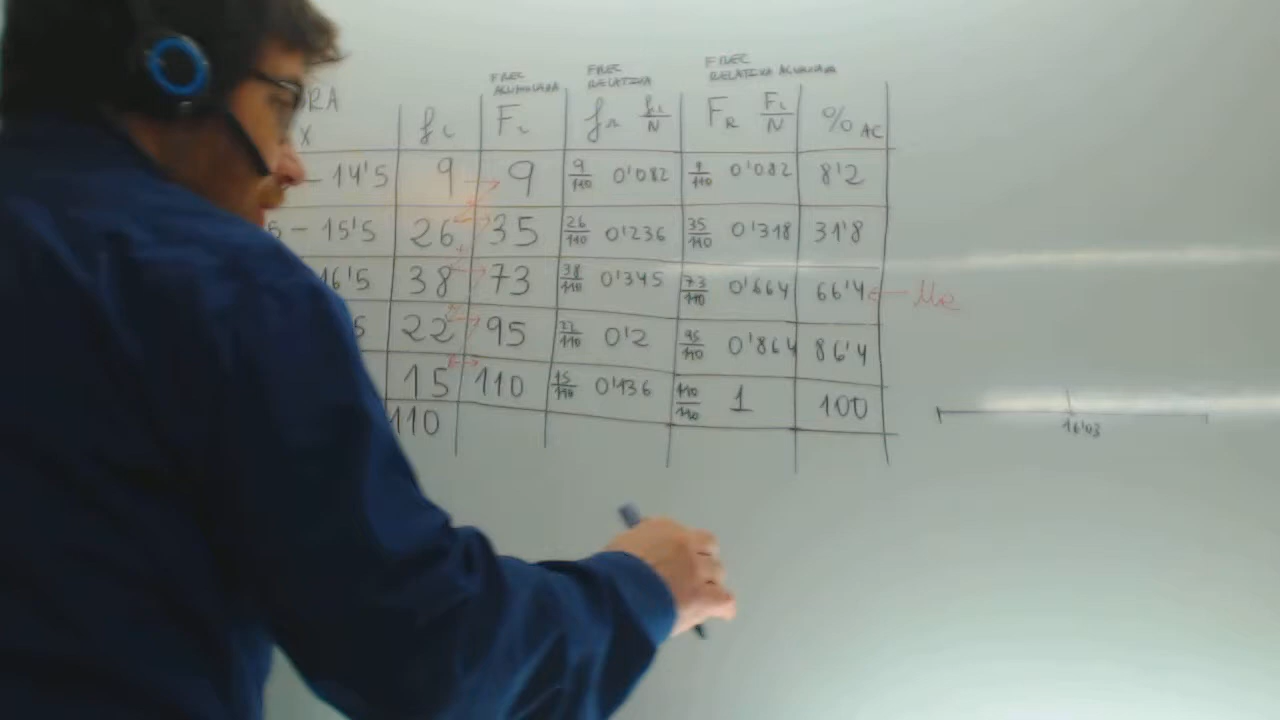 FREC ACUMULADA FREC RELATIVA FREC RELATIVA ACUMULADA
X fi Fi fR fi/N FR Fi/N % AC
– 14'5 9 9 9/110 0'082 9/110 0'082 8'2
5 – 15'5 26 35 26/110 0'236 35/110 0'318 31'8
16'5 38 73 38/110 0'345 73/110 0'664 66'4 ← Me
5 22 95 22/110 0'2 95/110 0'864 86'4
15 110 15/110 0'136 110/110 1 100
110
16'03